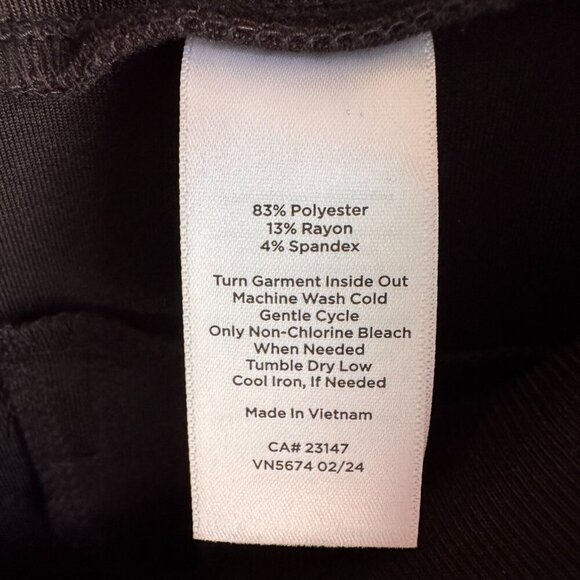 83% Polyester
13% Rayon
4% Spandex
Turn Garment Inside Out
Machine Wash Cold
Gentle Cycle
Only Non-Chlorine Bleach
When Needed
Tumble Dry Low
Cool Iron, If Needed
Made In Vietnam
CA# 23147
VN5674 02/24